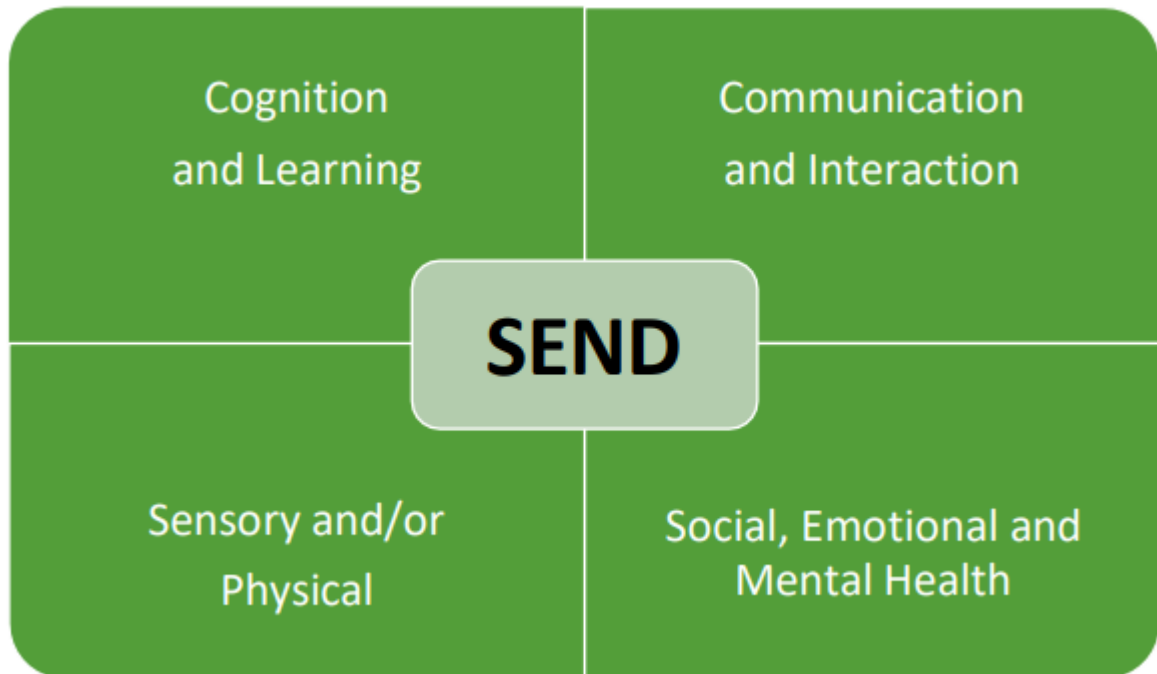 Cognition
and Learning
Communication
and Interaction
SEND
Sensory and/or
Physical
Social, Emotional and
Mental Health